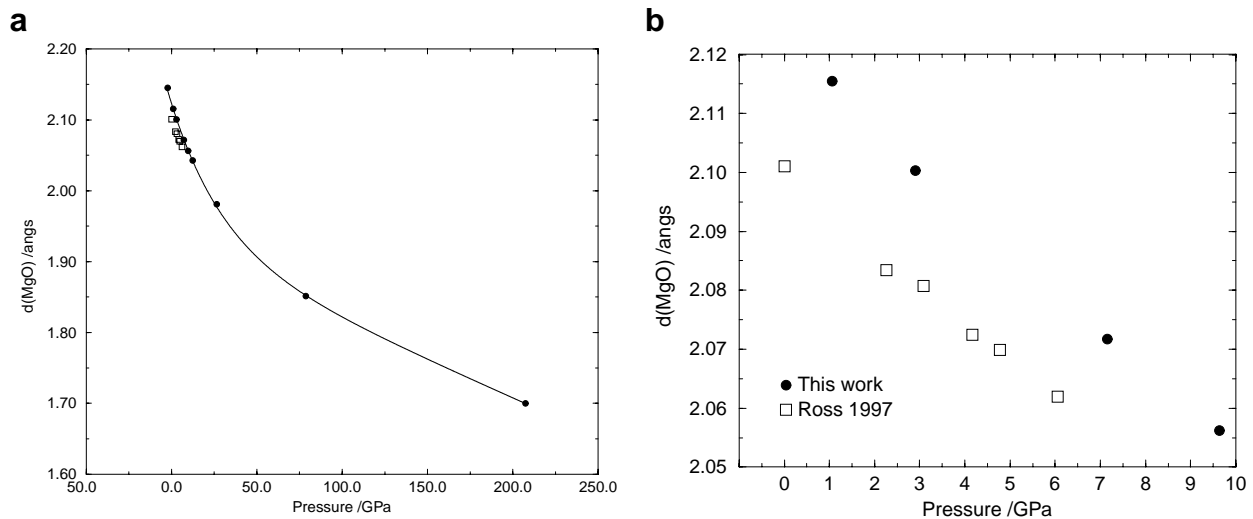 a
2.20
2.10
2.00
1.90
1.80
1.70
1.60
d(MgO) /angs
50.0 0.0 50.0 100.0 150.0 200.0 250.0
Pressure /GPa
b
2.12
2.11
2.10
2.09
2.08
2.07
2.06
2.05
d(MgO) /angs
This work
Ross 1997
0 1 2 3 4 5 6 7 8 9 10
Pressure /GPa